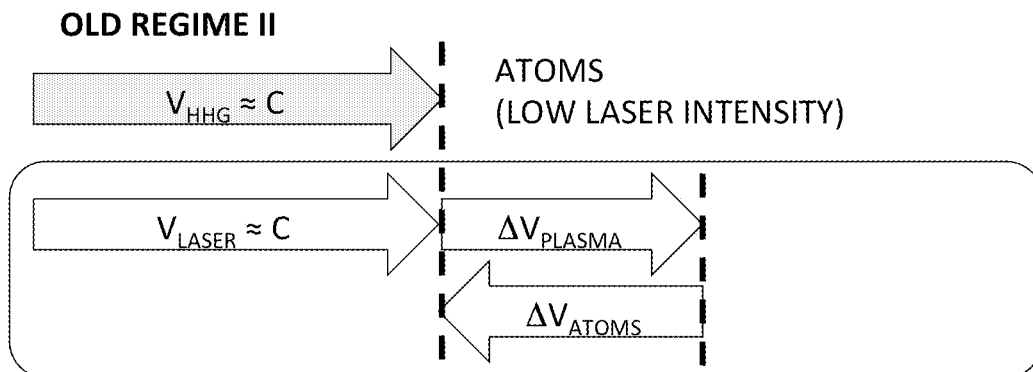 OLD REGIME II
V_HHG ≈ C
ATOMS
(LOW LASER INTENSITY)
V_LASER ≈ C
ΔV_PLASMA
ΔV_ATOMS